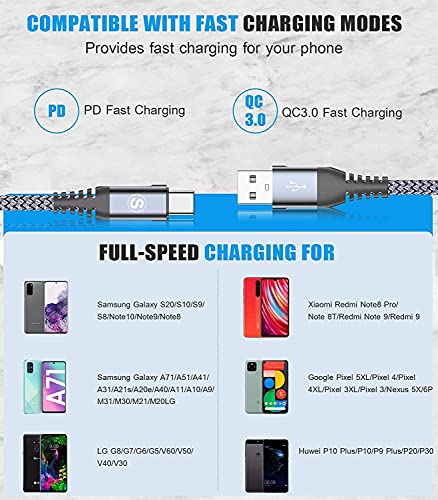 COMPATIBLE WITH FAST CHARGING MODES
Provides fast charging for your phone
PD
PD Fast Charging
QC
3.0
QC3.0 Fast Charging
S
FULL-SPEED CHARGING FOR
Samsung Galaxy S20/S10/S9/
S8/Note10/Note9/Note8
Xiaomi Redmi Note8 Pro/
Note 8T/Redmi Note 9/Redmi 9
A71
Samsung Galaxy A71/A51/A41/
A31/A21s/A20e/A40/A11/A10/A9/
M31/M30/M21/M20LG
Google Pixel 5XL/Pixel 4/Pixel
4XL/Pixel 3XL/Pixel 3/Nexus 5X/6P
LG G8/G7/G6/G5/V60/V50/
V40/V30
Huwei P10 Plus/P10/P9 Plus/P20/P30